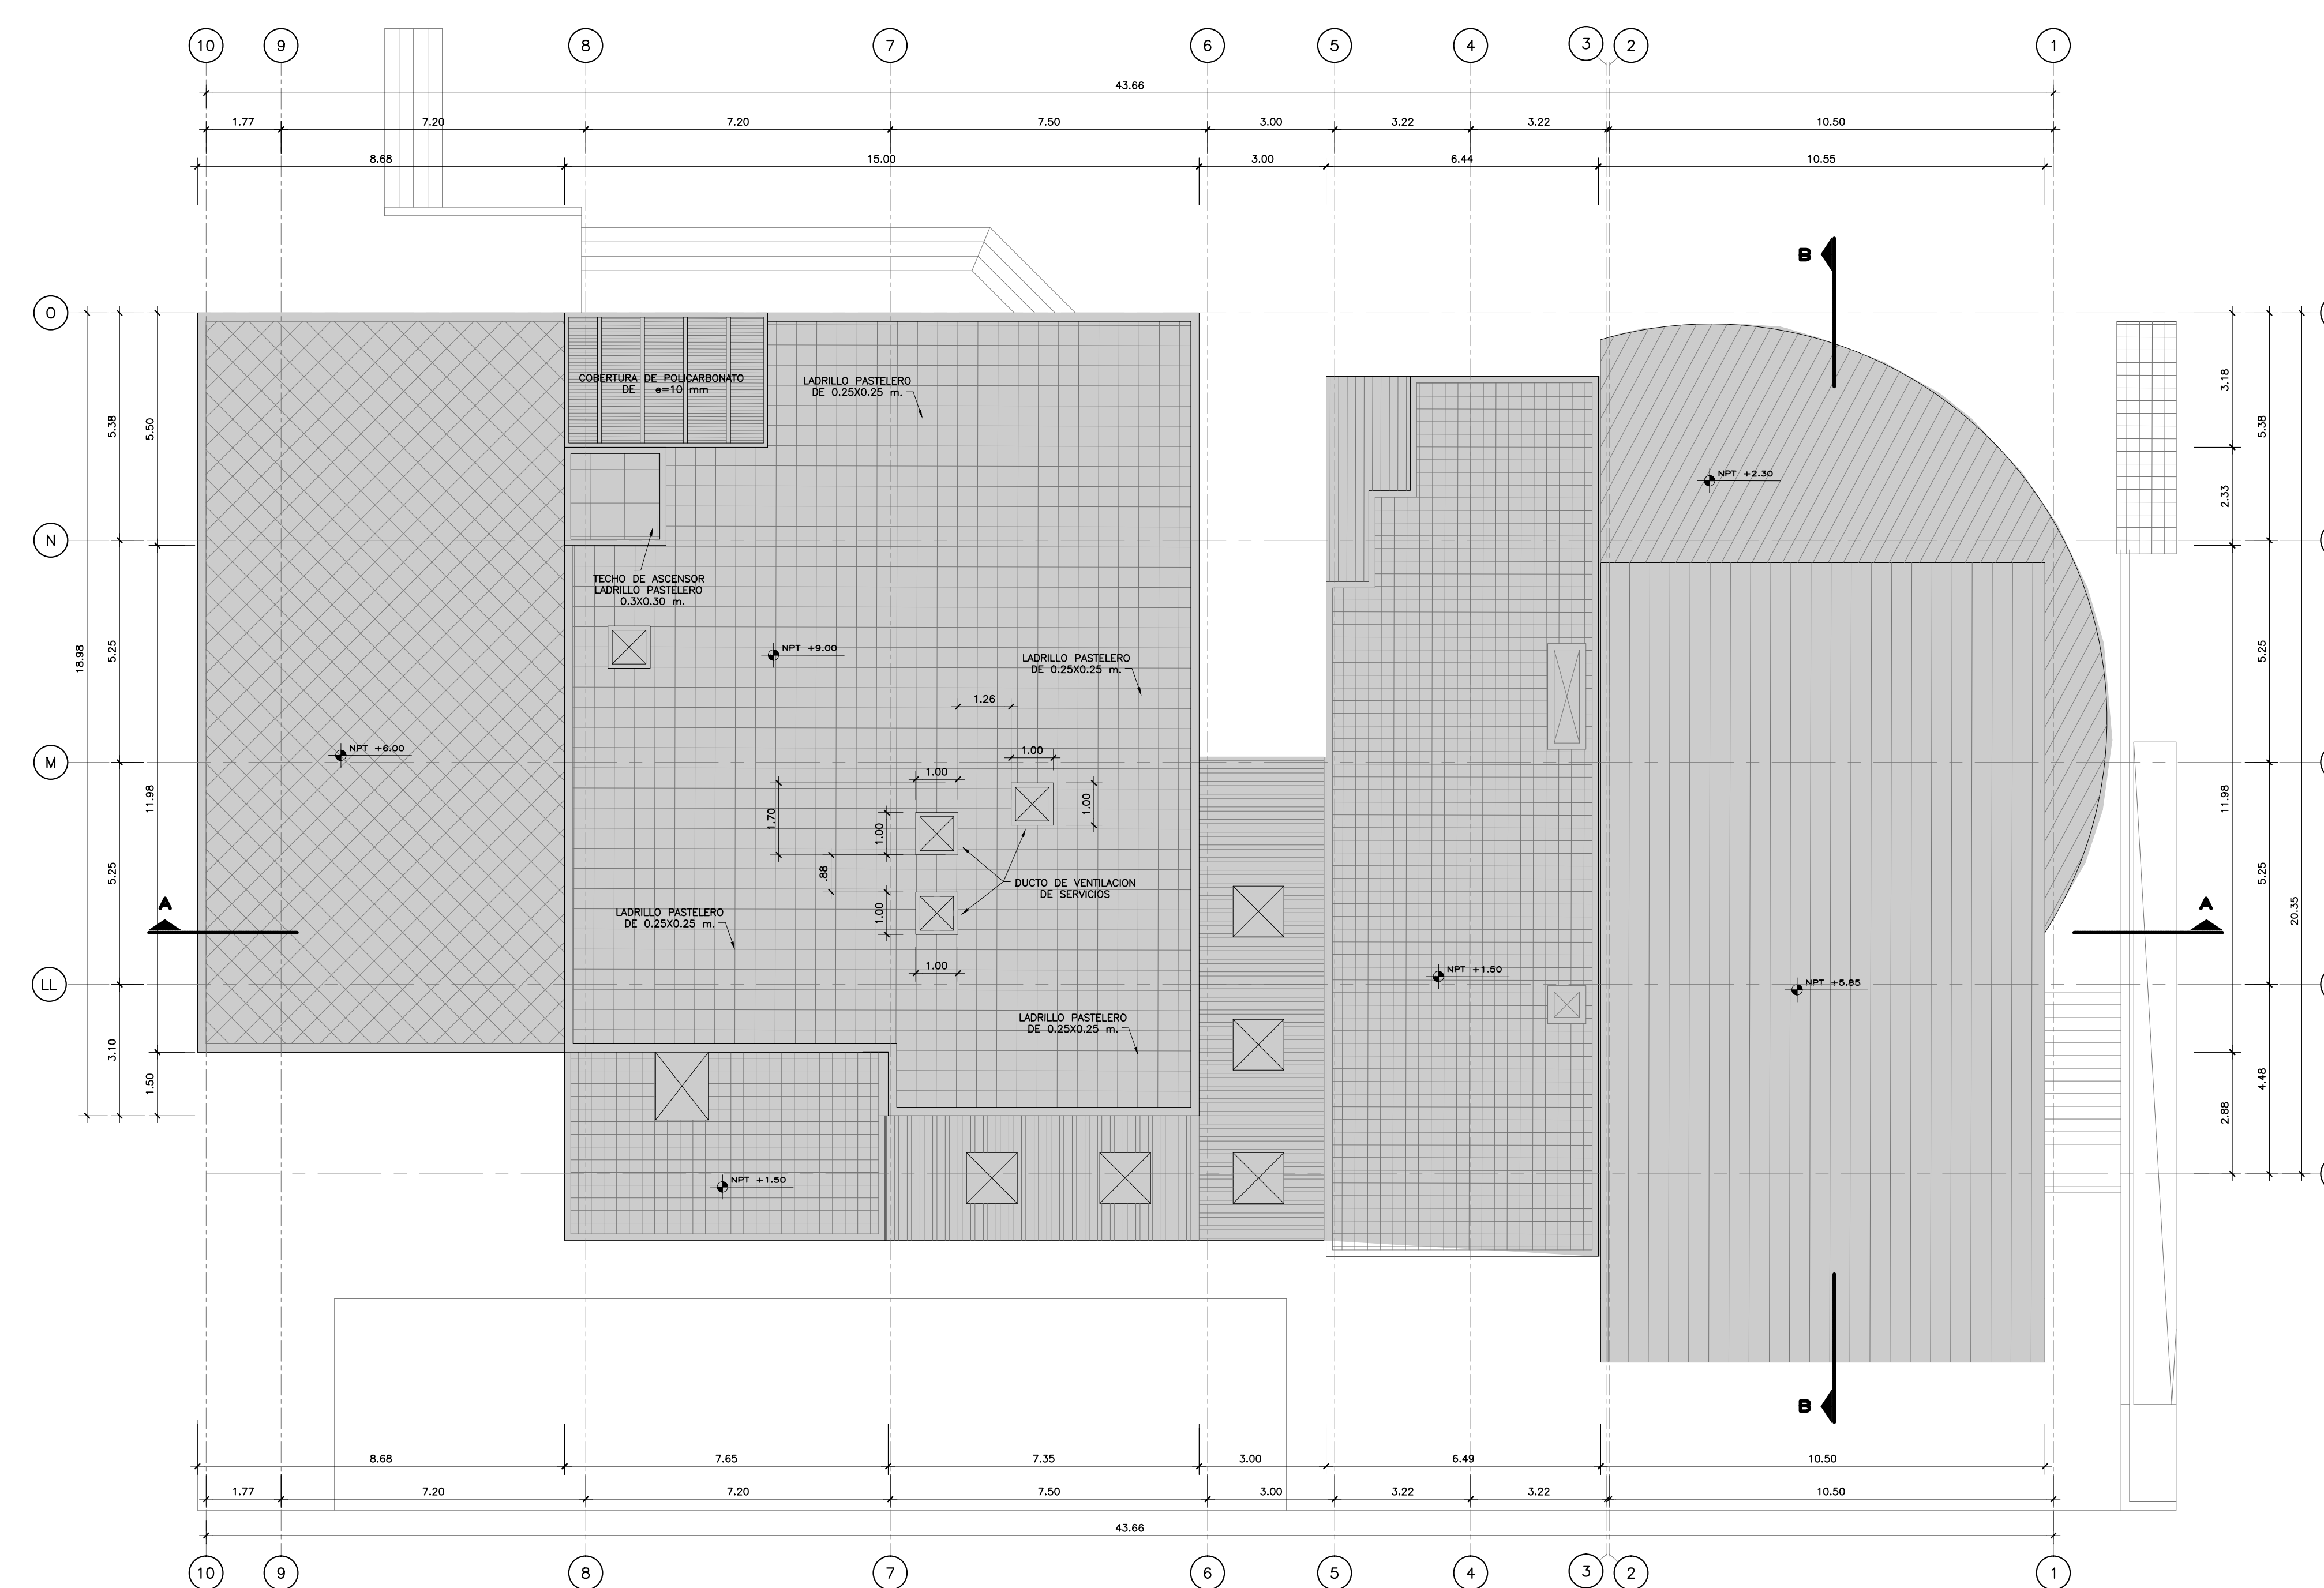 10 9 8 7 6 5 4 3 2 1
43.66
1.77 7.20 7.20 7.50 3.00 3.22 3.22 10.50
8.68 15.00 3.00 6.44 10.55
B
O
N
M
LL
18.98
5.38
5.25
5.25
3.10
5.50
11.98
1.50
COBERTURA DE POLICARBONATO
DE e=10 mm
LADRILLO PASTELERO
DE 0.25X0.25 m.
TECHO DE ASCENSOR
LADRILLO PASTELERO
0.3X0.30 m.
NPT +2.30
NPT +9.00
LADRILLO PASTELERO
DE 0.25X0.25 m.
NPT +6.00
1.26
1.00
1.00
1.00
1.70
1.00
.88
1.00
1.00
DUCTO DE VENTILACION
DE SERVICIOS
LADRILLO PASTELERO
DE 0.25X0.25 m.
A
A
NPT +1.50
NPT +5.85
LADRILLO PASTELERO
DE 0.25X0.25 m.
NPT +1.50
3.18
2.33
11.98
2.88
5.38
5.25
5.25
4.48
20.35
B
8.68 7.65 7.35 3.00 6.49 10.50
1.77 7.20 7.20 7.50 3.00 3.22 3.22 10.50
43.66
10 9 8 7 6 5 4 3 2 1